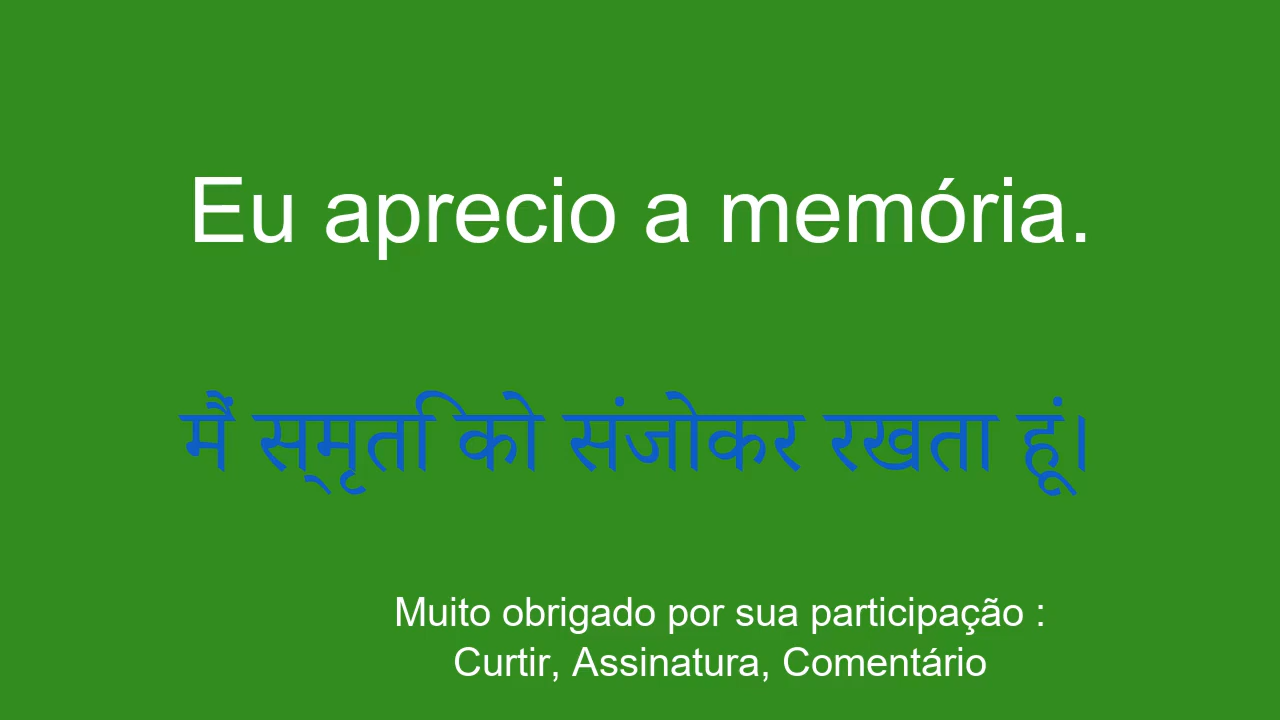 Eu aprecio a memória.
मैं स्मृति को संजोकर रखता हूं।
Muito obrigado por sua participação :
Curtir, Assinatura, Comentário